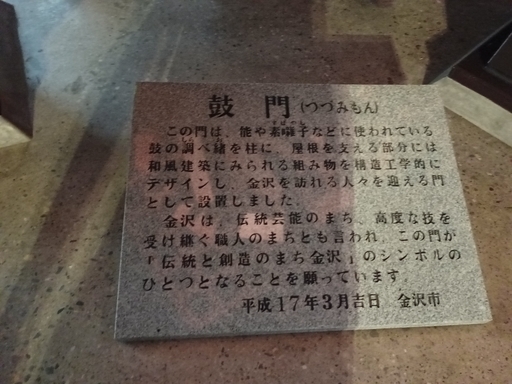 鼓門(つづみもん)
この門は、能や素囃子などに使われている
鼓の調べ緒を柱に、屋根を支える部分には
和風建築にみられる組み物を構造工学的に
デザインし、金沢を訪れる人々を迎える門
として設置しました。
金沢は、伝統芸能のまち、高度な技を
受け継ぐ職人のまちとも言われ、この門が
「伝統と創造のまち金沢」のシンボルの
ひとつとなることを願っています。
平成17年3月吉日 金沢市